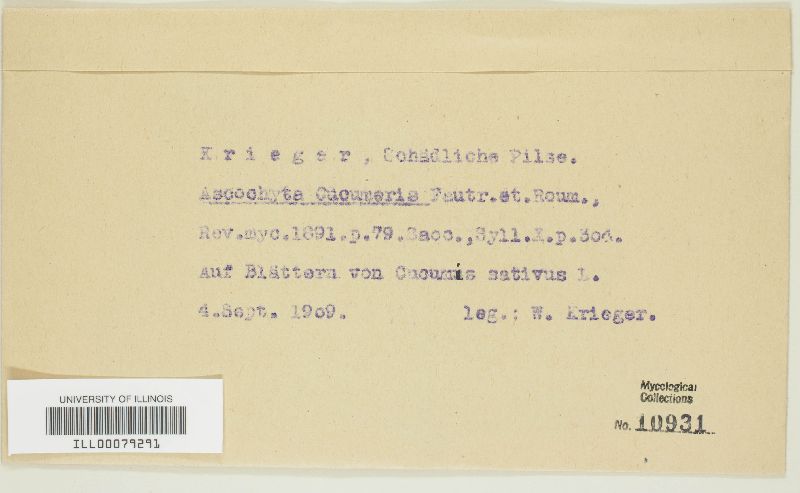 K r i e g e r , Schädliche Pilze.
Ascochyta Cucumeris Fautr.et.Roum.,
Rev.myc.1891.p.79.Sacc.,Syll.X.p.304.
Auf Blättern von Cucumis sativus L.
4.Sept. 1909. leg.: W. Krieger.
UNIVERSITY OF ILLINOIS
ILL00079291
Mycological
Collections
No. 10931